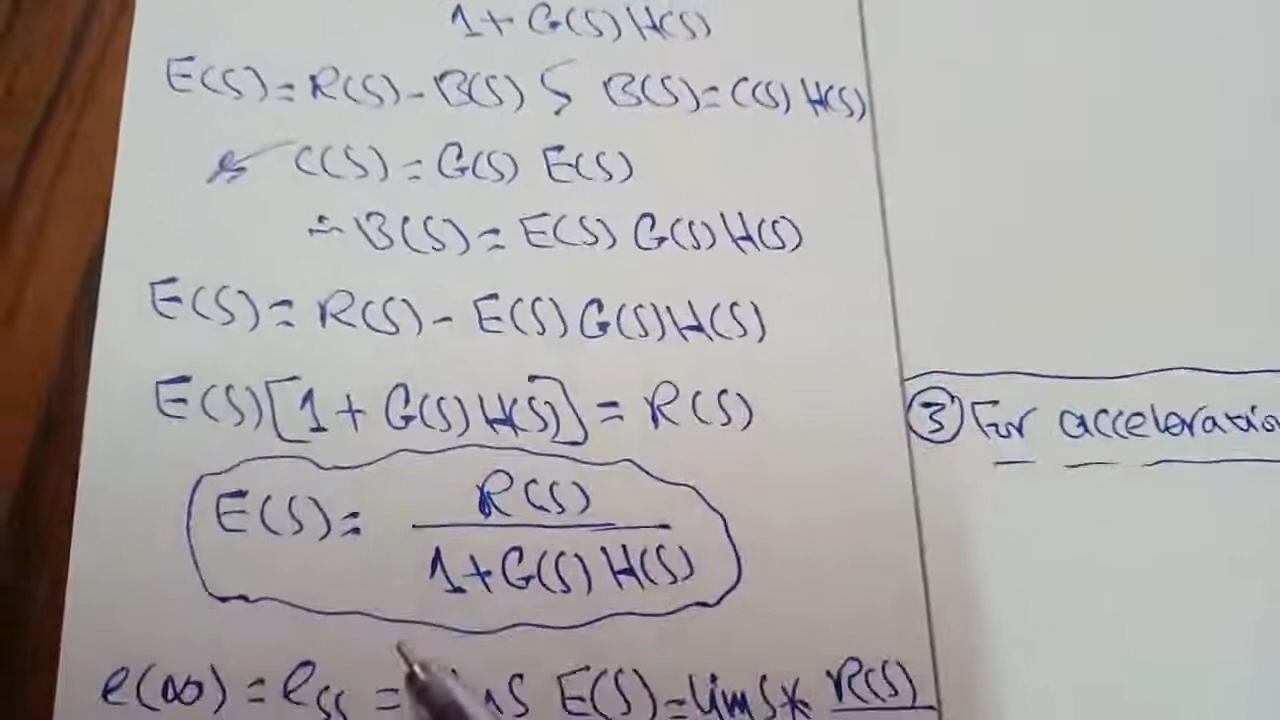 1+G(S)H(S)
E(S)=R(S)-B(S) S B(S)=C(S)H(S)
C(S)=G(S) E(S)
∴ B(S)= E(S) G(S)H(S)
E(S)= R(S)- E(S)G(S)H(S)
E(S)[1+G(S)H(S)]= R(S)
E(S)= R(S)
1+G(S)H(S)
e(∞)=ess= S E(S)=lim S* R(S)
③ For acceleratio